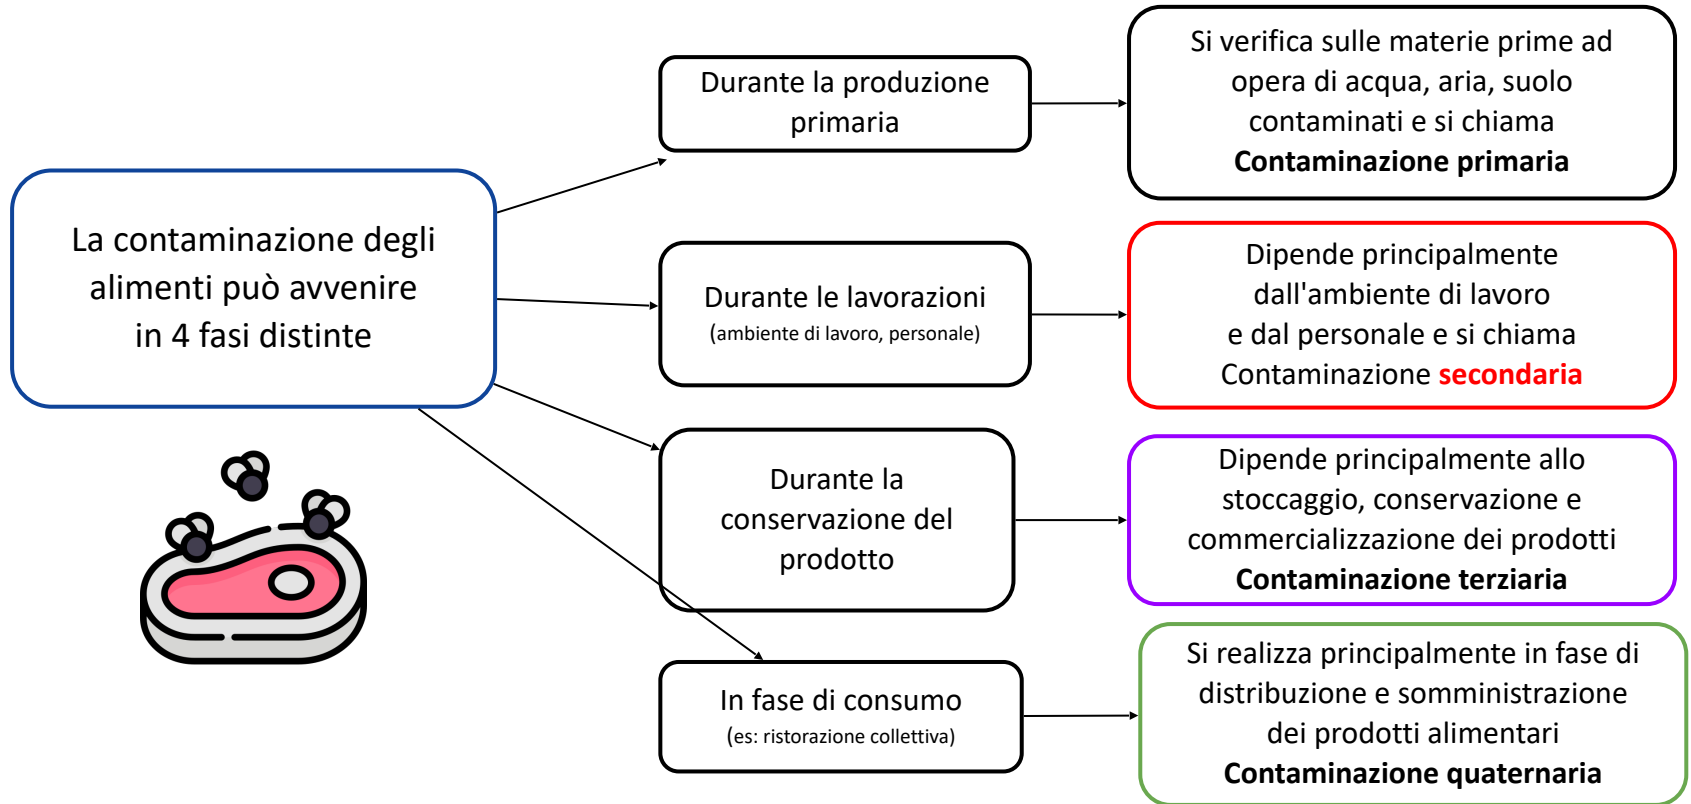 La contaminazione degli
alimenti può avvenire
in 4 fasi distinte
Durante la produzione
primaria
Si verifica sulle materie prime ad
opera di acqua, aria, suolo
contaminati e si chiama
Contaminazione primaria
Durante le lavorazioni
(ambiente di lavoro, personale)
Dipende principalmente
dall'ambiente di lavoro
e dal personale e si chiama
Contaminazione secondaria
Durante la
conservazione del
prodotto
Dipende principalmente allo
stoccaggio, conservazione e
commercializzazione dei prodotti
Contaminazione terziaria
In fase di consumo
(es: ristorazione collettiva)
Si realizza principalmente in fase di
distribuzione e somministrazione
dei prodotti alimentari
Contaminazione quaternaria